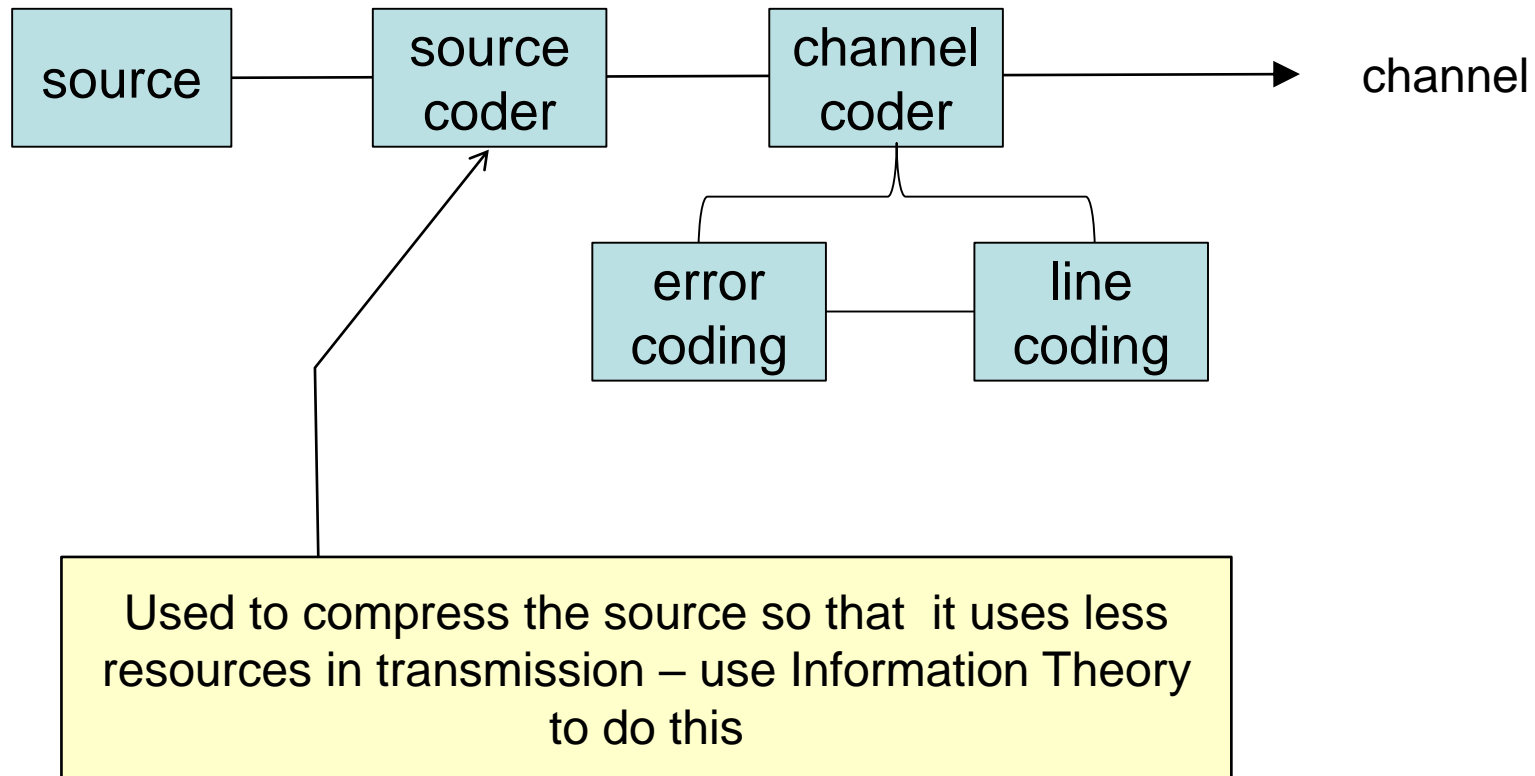 source
source
coder
channel
coder
channel
error
coding
line
coding
Used to compress the source so that it uses less
resources in transmission – use Information Theory
to do this